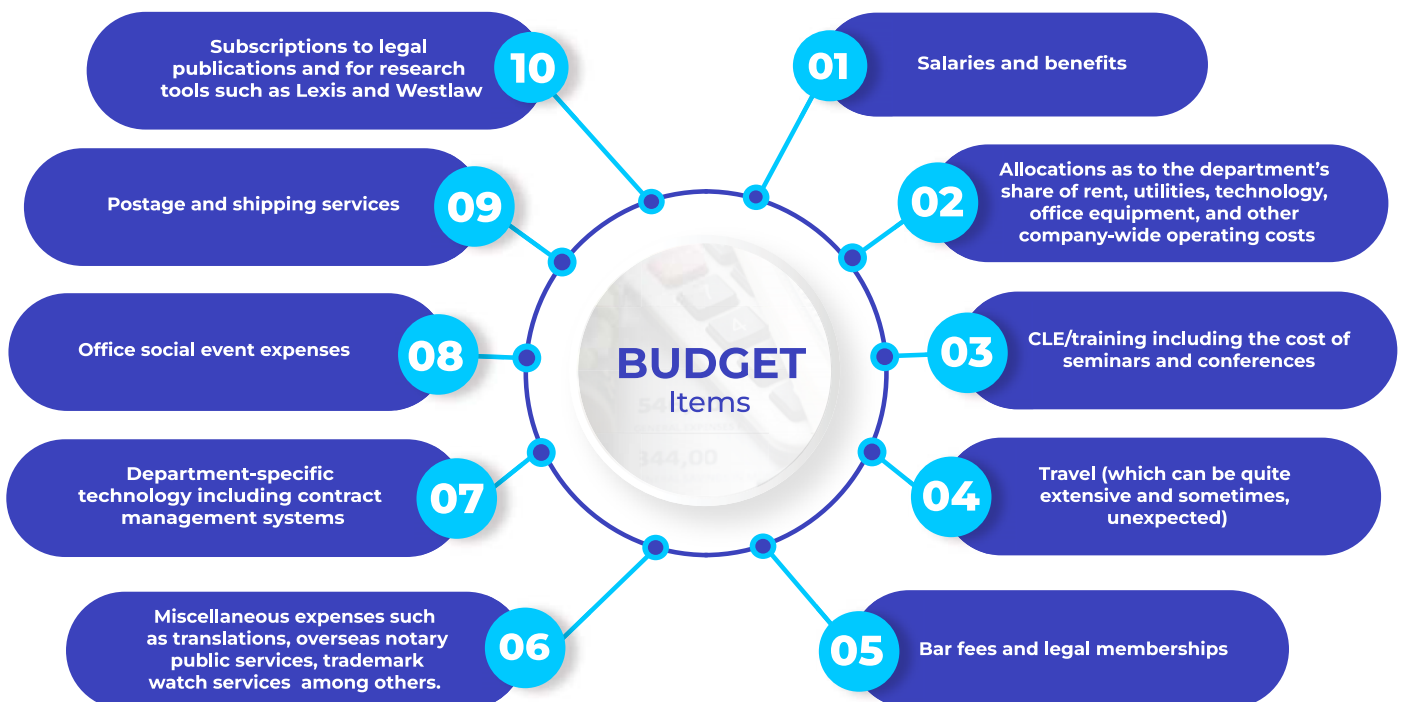 BUDGET
Items
01
Salaries and benefits
02
Allocations as to the department’s
share of rent, utilities, technology,
office equipment, and other
company-wide operating costs
03
CLE/training including the cost of
seminars and conferences
04
Travel (which can be quite
extensive and sometimes,
unexpected)
05
Bar fees and legal memberships
06
Miscellaneous expenses such
as translations, overseas notary
public services, trademark
watch services  among others.
07
Department-specific
technology including contract
management systems
08
Office social event expenses
09
Postage and shipping services
10
Subscriptions to legal
publications and for research
tools such as Lexis and Westlaw
344,00